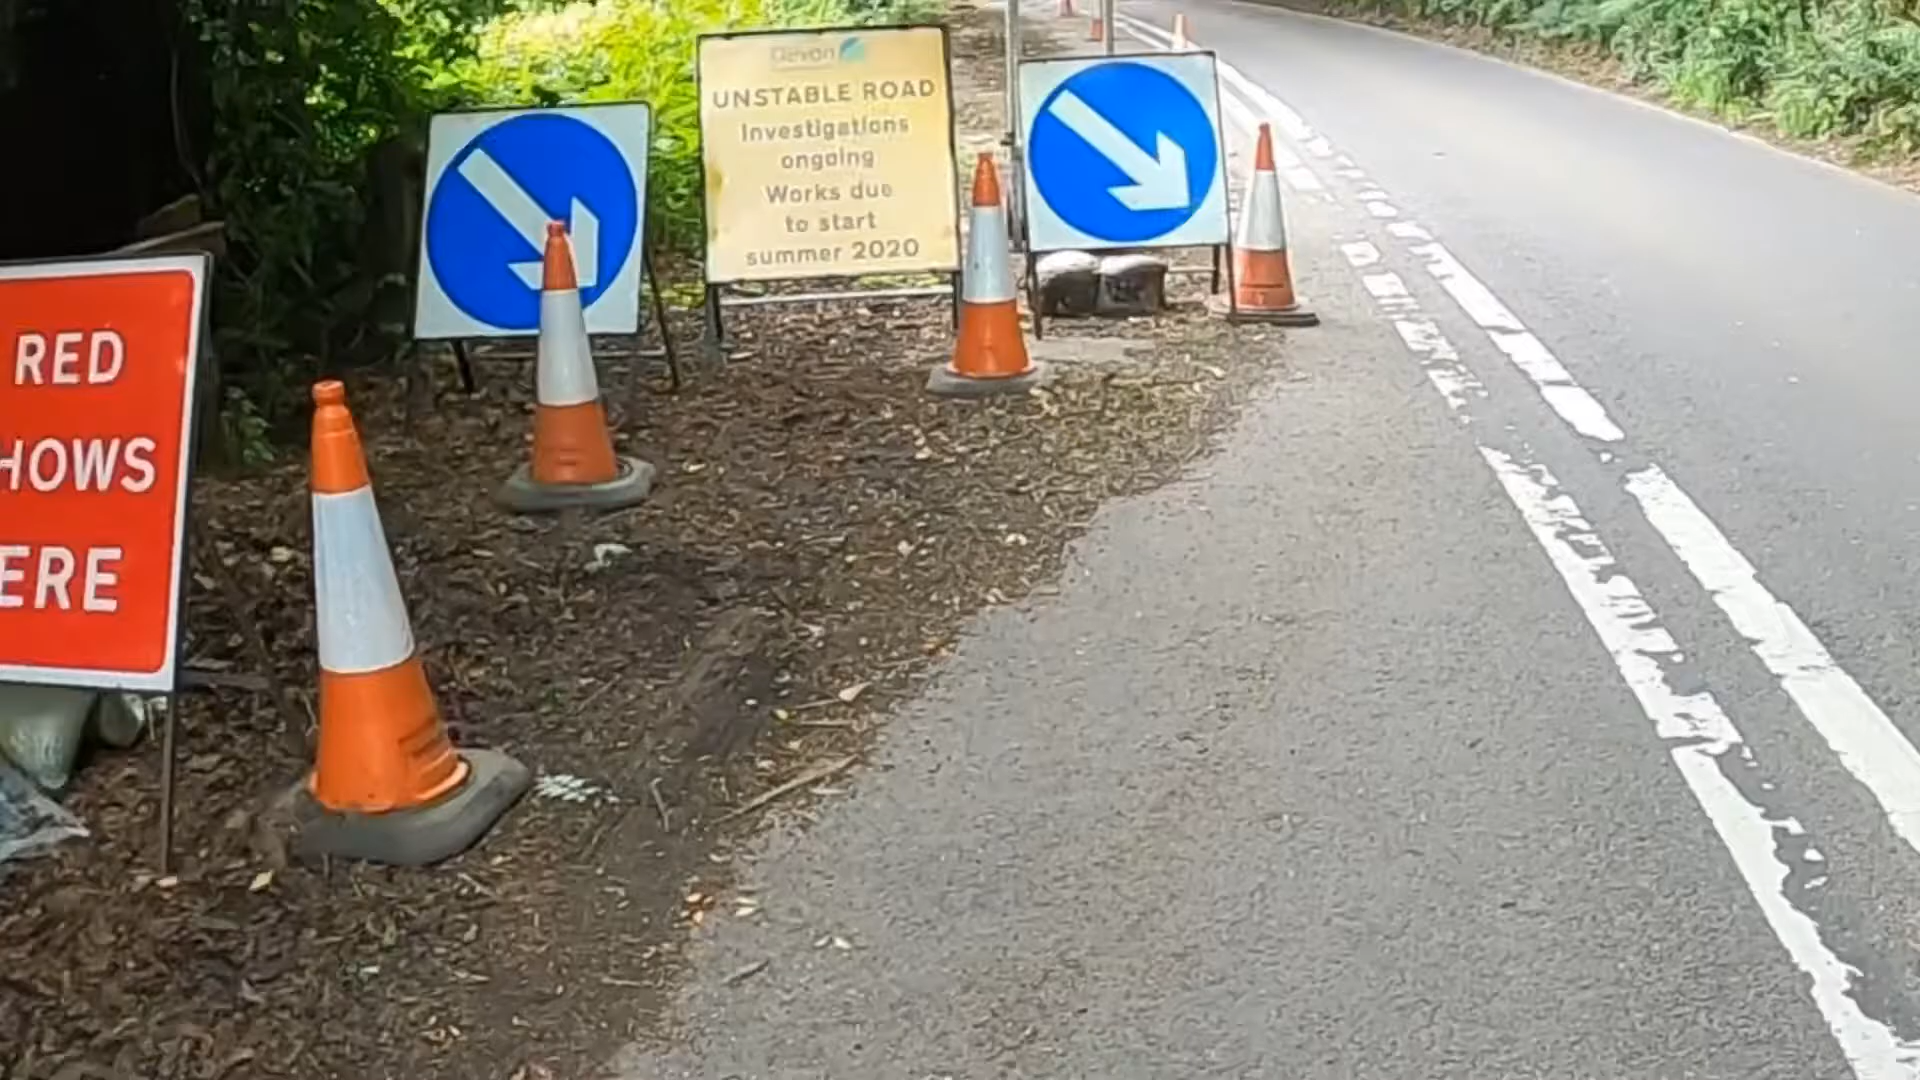 RED
HOWS
ERE
Devon
UNSTABLE ROAD
Investigations
ongoing
Works due
to start
summer 2020